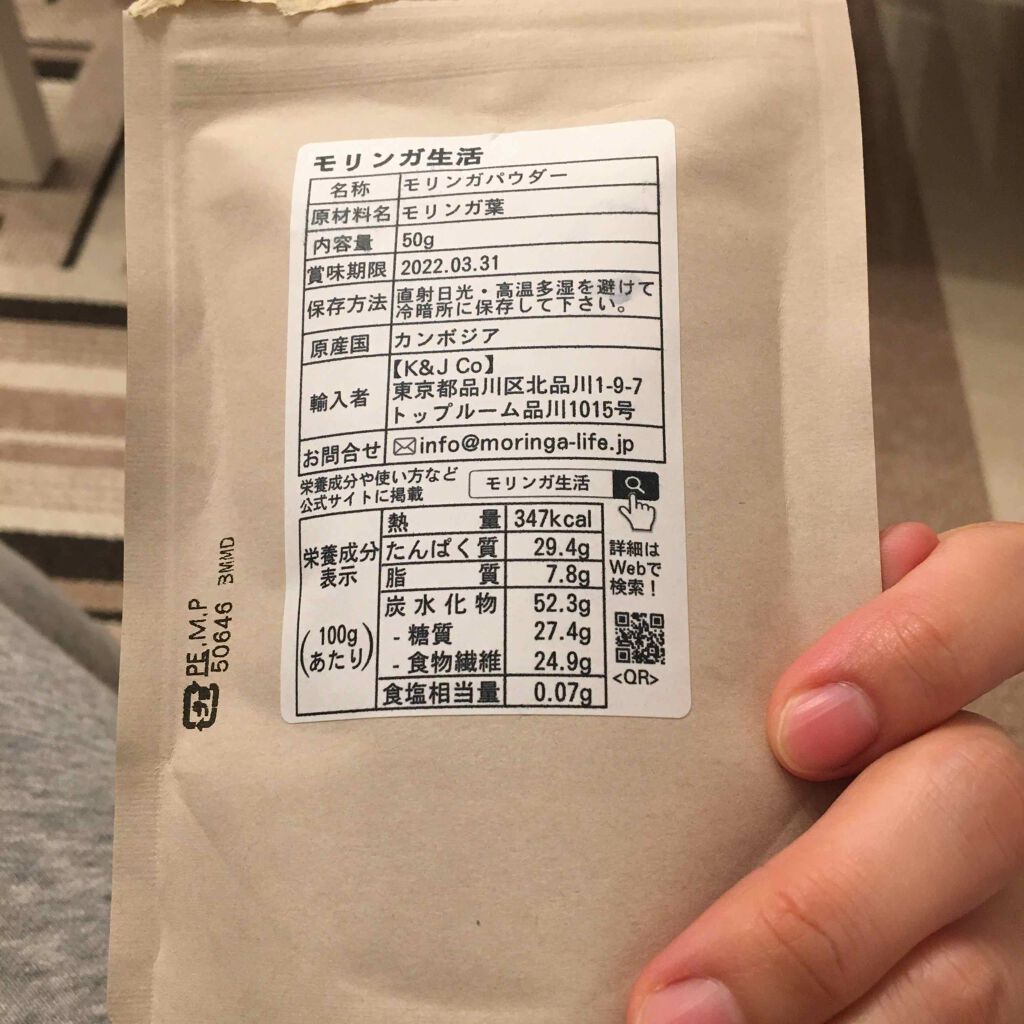 モリンガ生活
名称 モリンガパウダー
原材料名 モリンガ葉
内容量 50g
賞味期限 2022.03.31
保存方法 直射日光・高温多湿を避けて
冷暗所に保存して下さい。
原産国 カンボジア
輸入者 【K&J Co】
東京都品川区北品川1-9-7
トップルーム品川1015号
お問合せ info@moringa-life.jp
栄養成分や使い方など
公式サイトに掲載
モリンガ生活
詳細は
Webで
検索!
<QR>
栄養成分
表示
(100g
あたり)
熱量 347kcal
たんぱく質 29.4g
脂質 7.8g
炭水化物 52.3g
- 糖質 27.4g
- 食物繊維 24.9g
食塩相当量 0.07g
プラ
PE.M.P
50646 3MMD